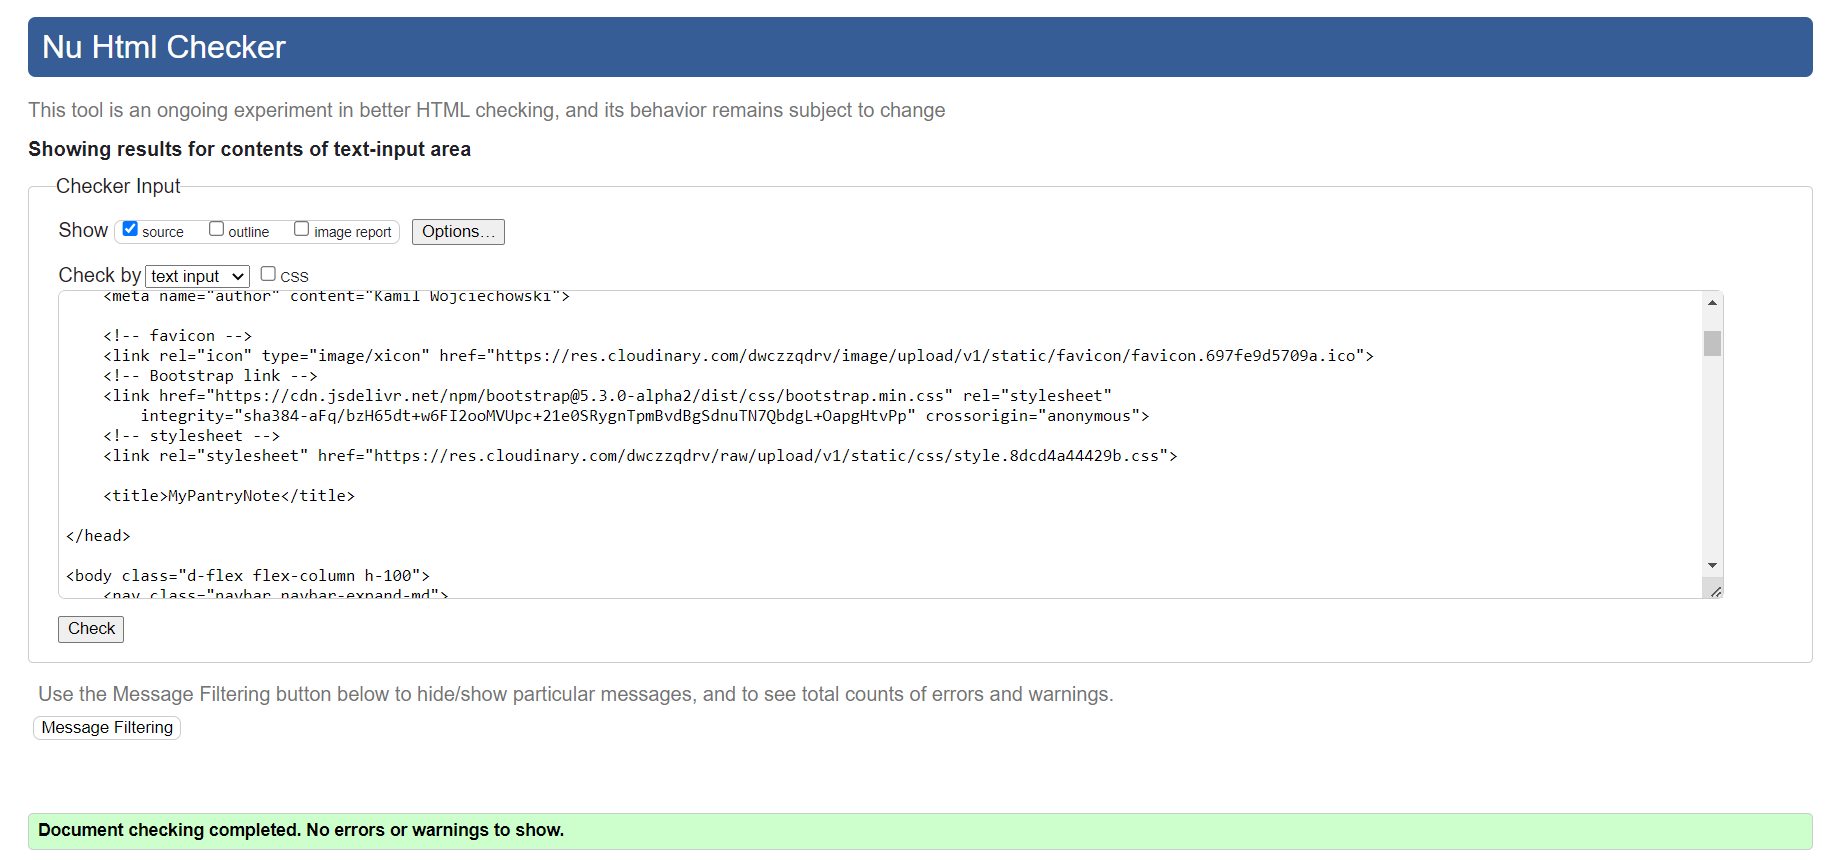 Nu Html Checker
This tool is an ongoing experiment in better HTML checking, and its behavior remains subject to change
Showing results for contents of text-input area
Checker Input
Show source outline image report Options...
Check by text input CSS
<meta name="author" content="Kamil Wojciechowski">
<!-- favicon -->
<link rel="icon" type="image/xicon" href="https://res.cloudinary.com/dwczzqdrv/image/upload/v1/static/favicon/favicon.697fe9d5709a.ico">
<!-- Bootstrap link -->
<link href="https://cdn.jsdelivr.net/npm/bootstrap@5.3.0-alpha2/dist/css/bootstrap.min.css" rel="stylesheet"
integrity="sha384-aFq/bzH65dt+w6FI2ooMVUpc+21e0SRygnTpmBvdBgSdnuTN7QbdgL+OapgHtvPp" crossorigin="anonymous">
<!-- stylesheet -->
<link rel="stylesheet" href="https://res.cloudinary.com/dwczzqdrv/raw/upload/v1/static/css/style.8dcd4a44429b.css">
<title>MyPantryNote</title>
</head>
<body class="d-flex flex-column h-100">
<nav class="navbar navbar-expand-md">
Check
Use the Message Filtering button below to hide/show particular messages, and to see total counts of errors and warnings.
Message Filtering
Document checking completed. No errors or warnings to show.